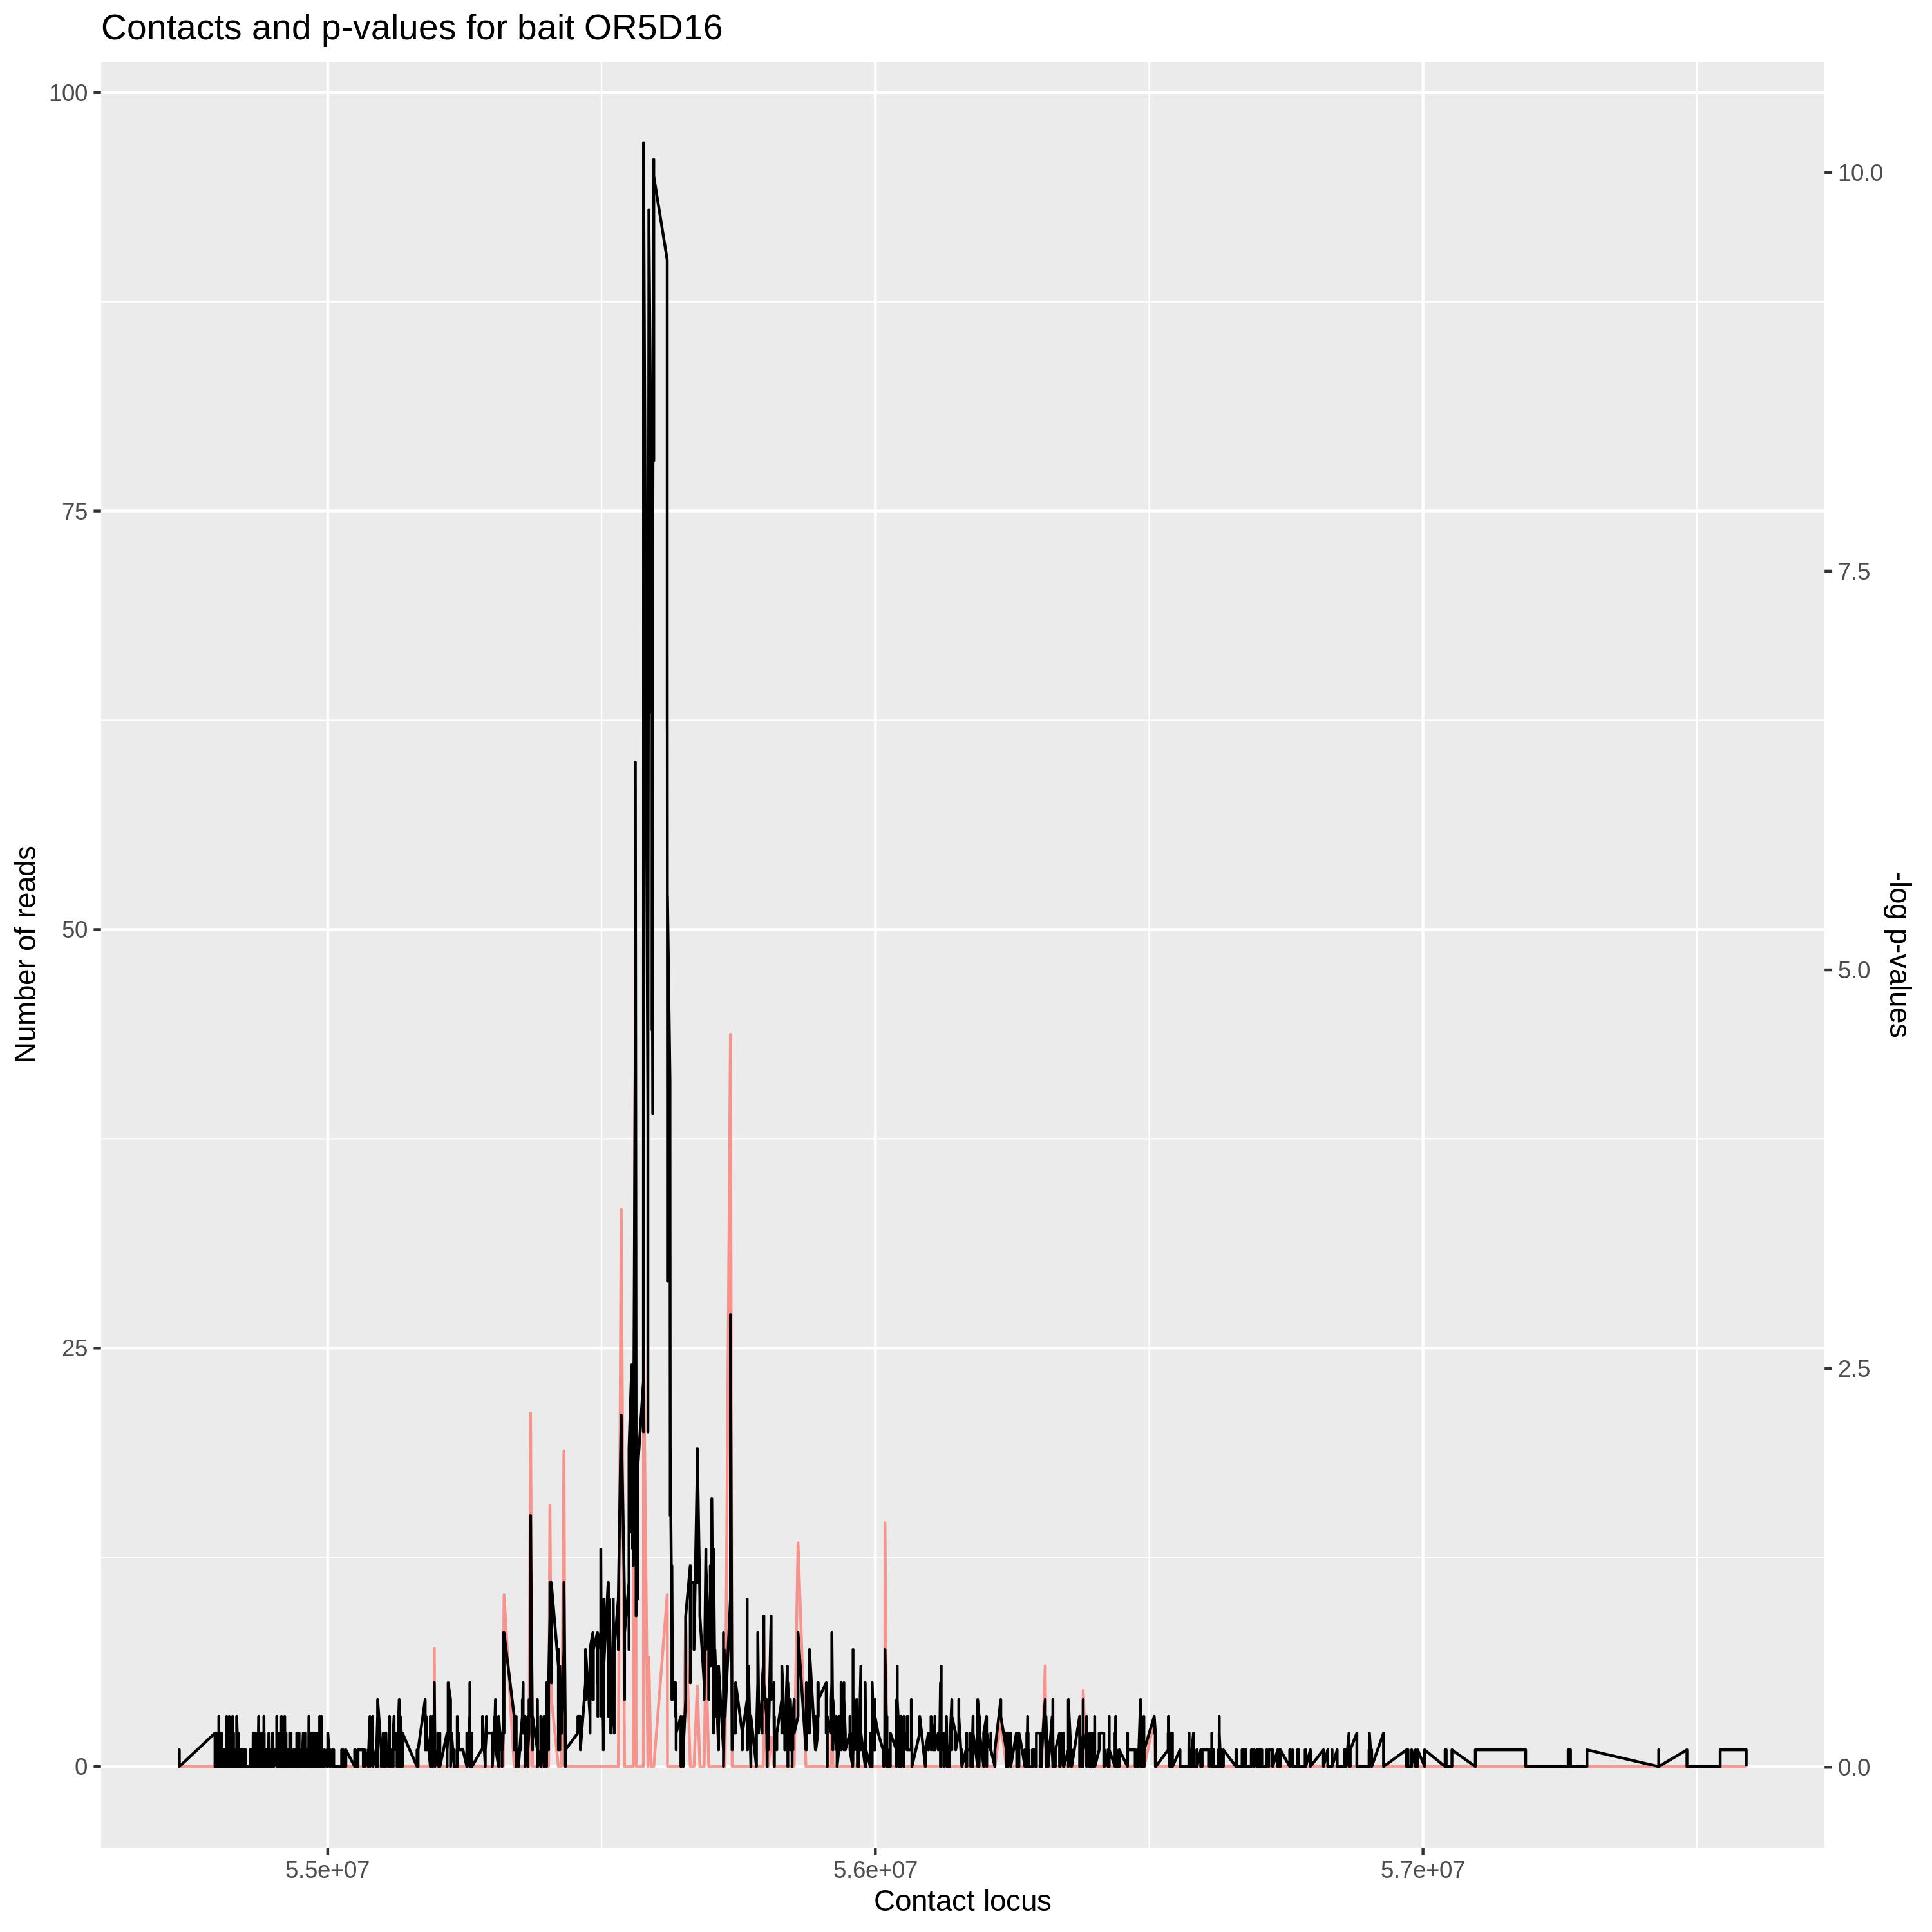 Contacts and p-values for bait OR5D16
100
75
50
25
0
Number of reads
10.0
7.5
5.0
2.5
0.0
-log p-values
5.5e+07
5.6e+07
5.7e+07
Contact locus